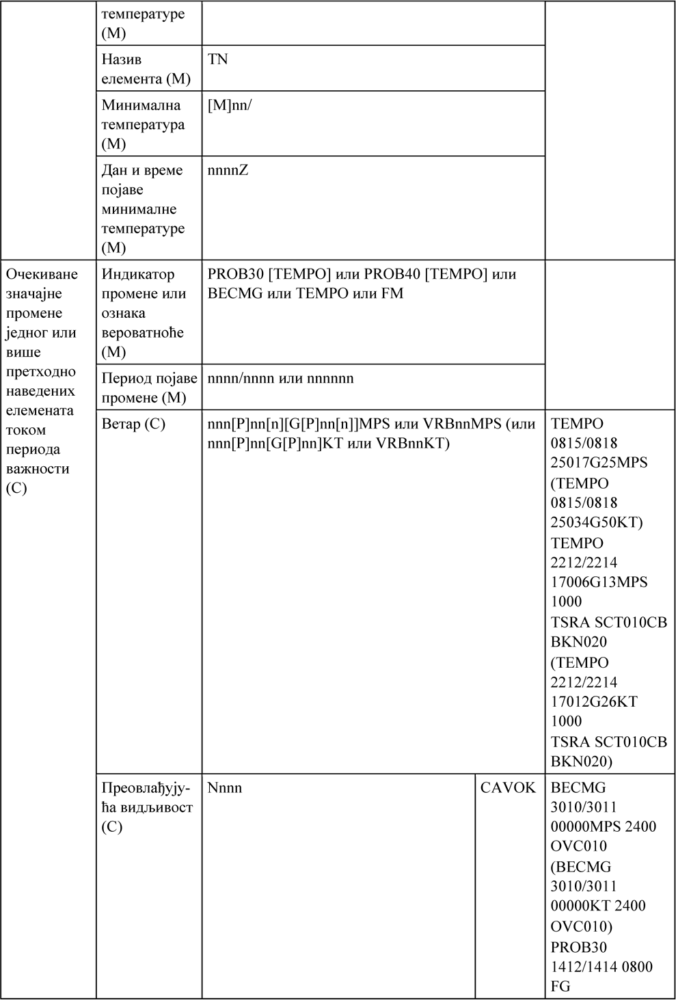 температуре
(М)
Назив
елемента (М)
TN
Минимална
температура
(М)
[M]nn/
Дан и време
појаве
минималне
температуре
(М)
nnnnZ
Очекиване
значајне
промене
једног или
више
претходно
наведених
елемената
током
периода
важности
(С)
Индикатор
промене или
ознака
вероватноће
(М)
PROB30 [TEMPO] или PROB40 [TEMPO] или
BECMG или TEMPO или FM
Период појаве
промене (М)
nnnn/nnnn или nnnnnn
Ветар (С)
nnn[P]nn[n][G[P]nn[n]]MPS или VRBnnMPS (или
nnn[P]nn[G[P]nn]KT или VRBnnKT)
TEMPO
0815/0818
25017G25MPS
(TEMPO
0815/0818
25034G50KT)
TEMPO
2212/2214
17006G13MPS
1000
TSRA SCT010CB
BKN020
(TEMPO
2212/2214
17012G26KT
1000
TSRA SCT010CB
BKN020)
Преовлађују-
ћа видљивост
(С)
Nnnn
CAVOK
BECMG
3010/3011
00000MPS 2400
OVC010
(BECMG
3010/3011
00000KT 2400
OVC010)
PROB30
1412/1414 0800
FG